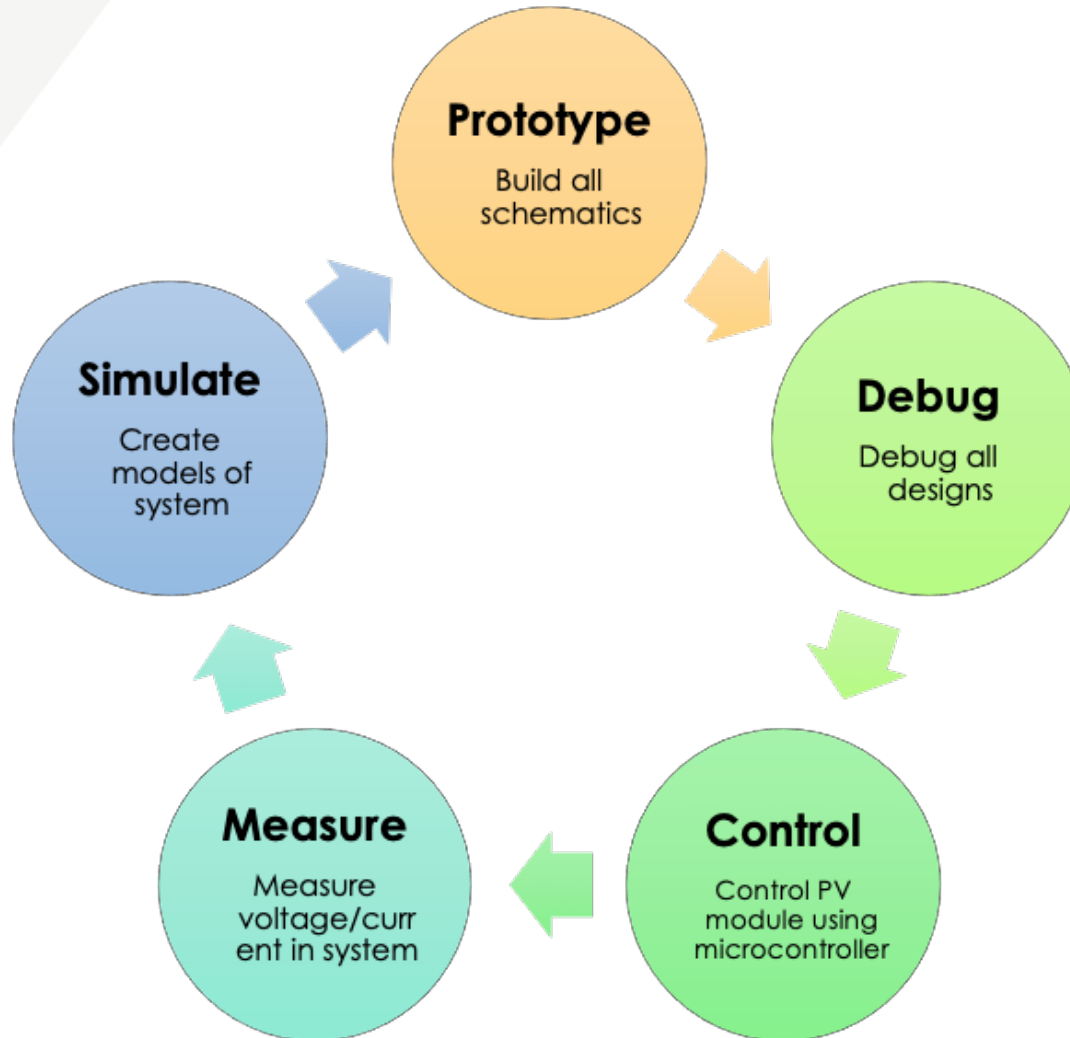 Prototype
Build all
schematics
Debug
Debug all
designs
Control
Control PV
module using
microcontroller
Measure
Measure
voltage/curr
ent in system
Simulate
Create
models of
system